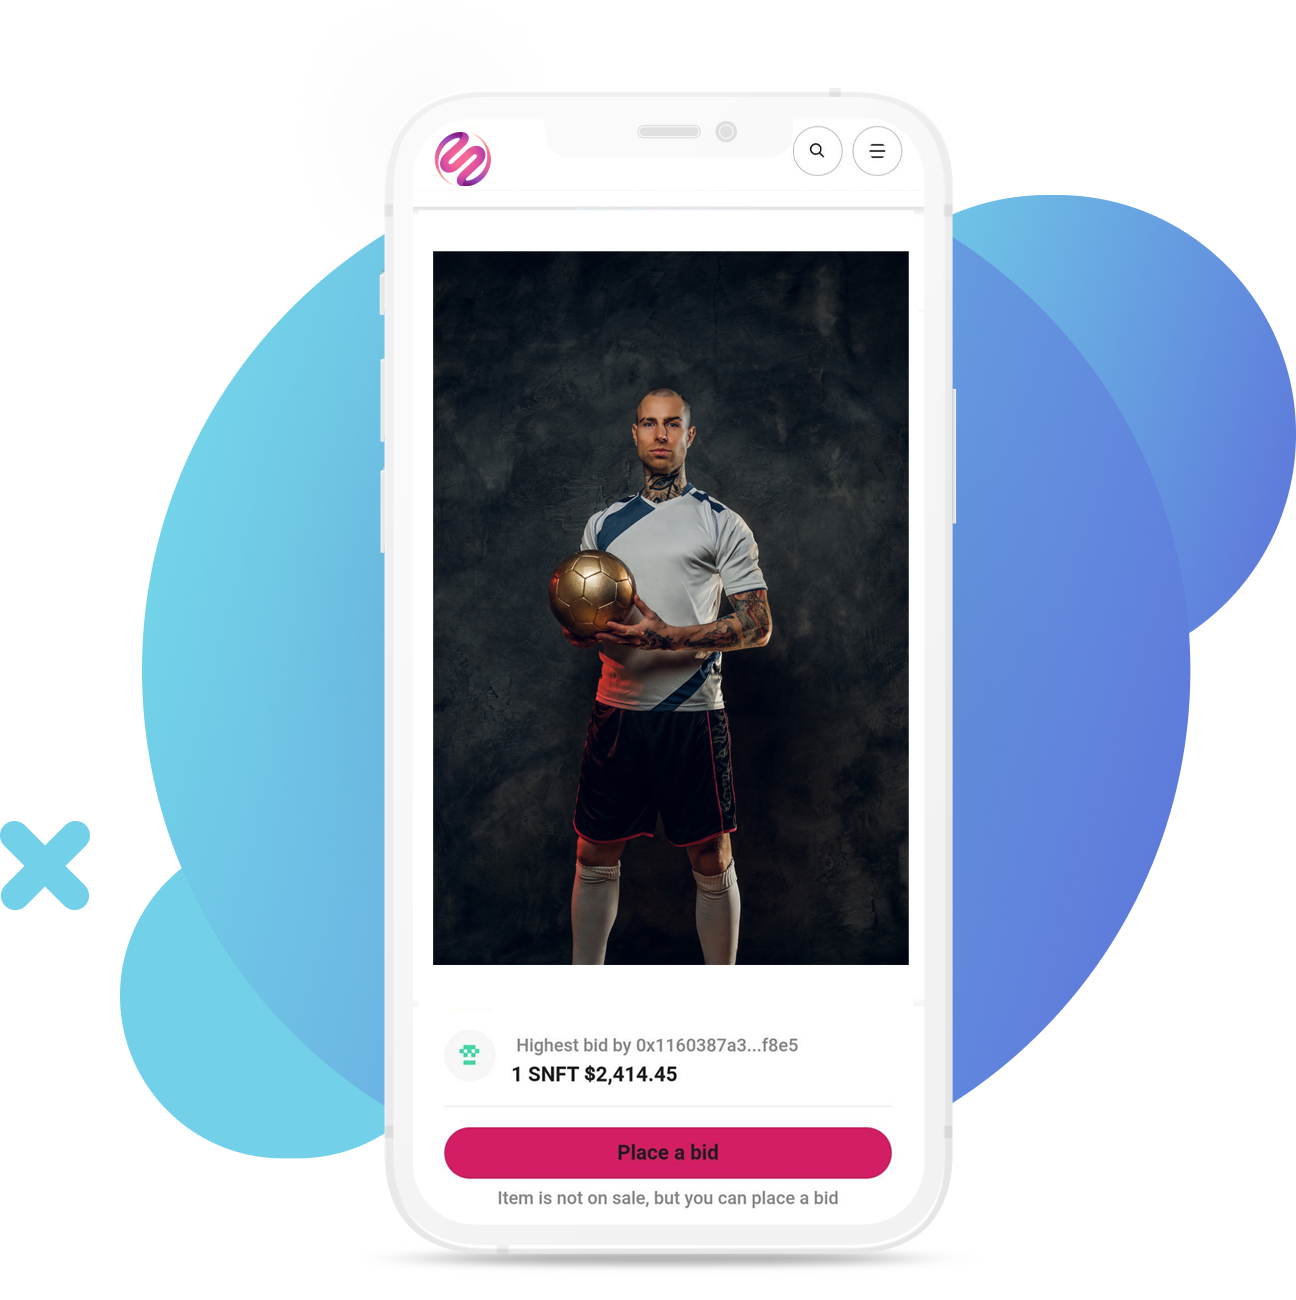 Highest bid by 0x1160387a3...f8e5
1 SNFT $2,414.45
Place a bid
Item is not on sale, but you can place a bid